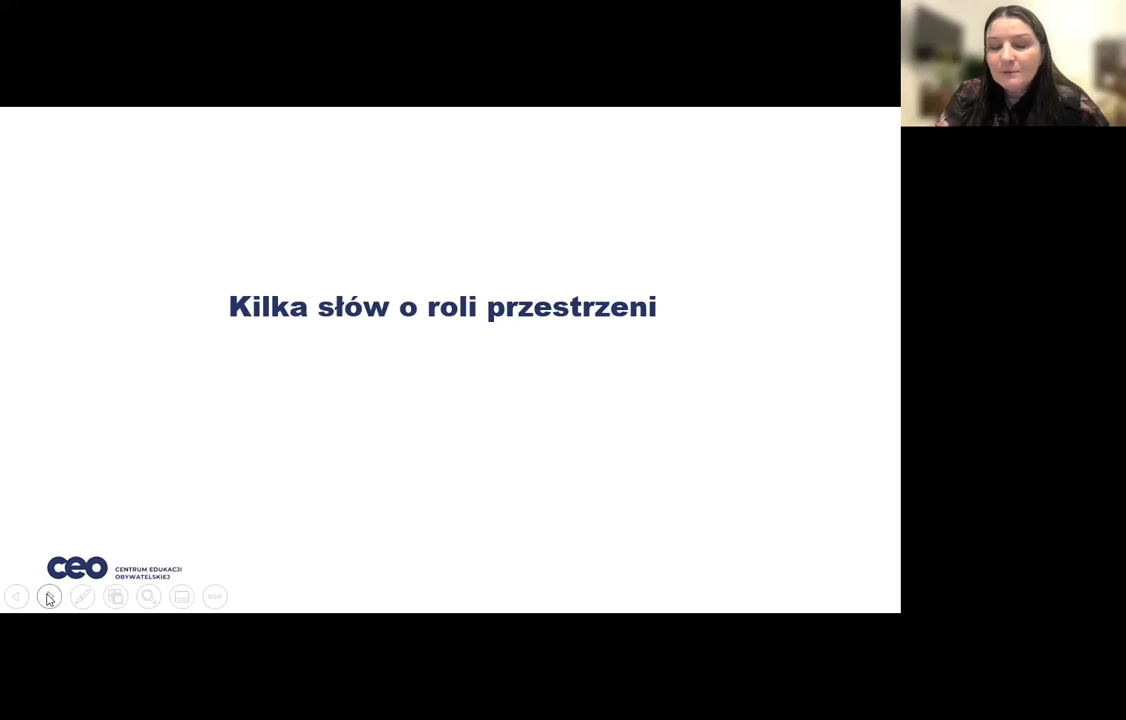 Kilka słów o roli przestrzeni
ceo
CENTRUM EDUKACJI
OBYWATELSKIEJ